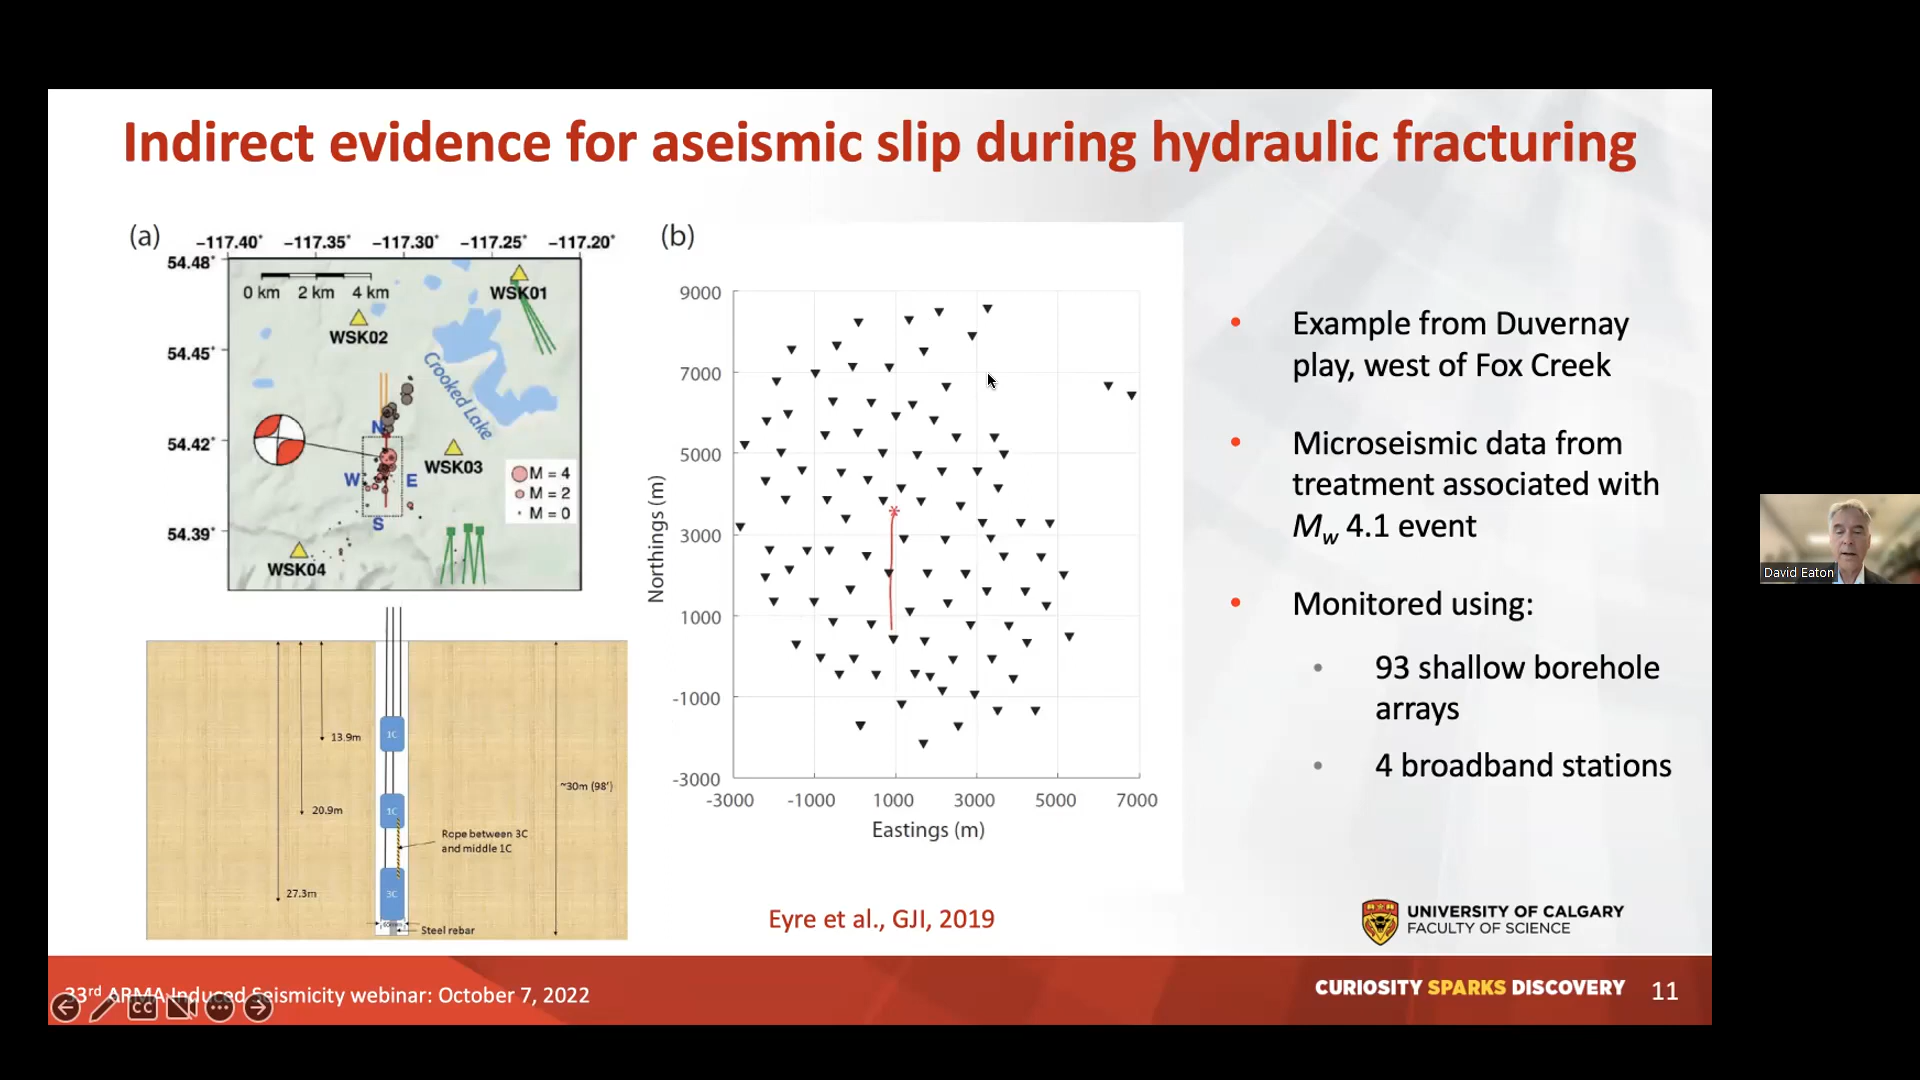 Indirect evidence for aseismic slip during hydraulic fracturing
(a)
−117.40° −117.35° −117.30° −117.25° −117.20°
54.48°
54.45°
54.42°
54.39°
0 km 2 km 4 km
WSK01
WSK02
Crooked Lake
N
WSK03
W E
S
M = 4
M = 2
M = 0
WSK04
1C
13.9m
1C
20.9m
~30m (98')
Rope between 3C
and middle 1C
3C
27.3m
Steel rebar
(b)
9000
7000
5000
3000
1000
-1000
-3000
Northings (m)
-3000 -1000 1000 3000 5000 7000
Eastings (m)
Eyre et al., GJI, 2019
• Example from Duvernay
play, west of Fox Creek
• Microseismic data from
treatment associated with
Mw 4.1 event
• Monitored using:
• 93 shallow borehole
arrays
• 4 broadband stations
UNIVERSITY OF CALGARY
FACULTY OF SCIENCE
33rd ARMA Induced Seismicity webinar: October 7, 2022
CC
CURIOSITY SPARKS DISCOVERY
11
David Eaton